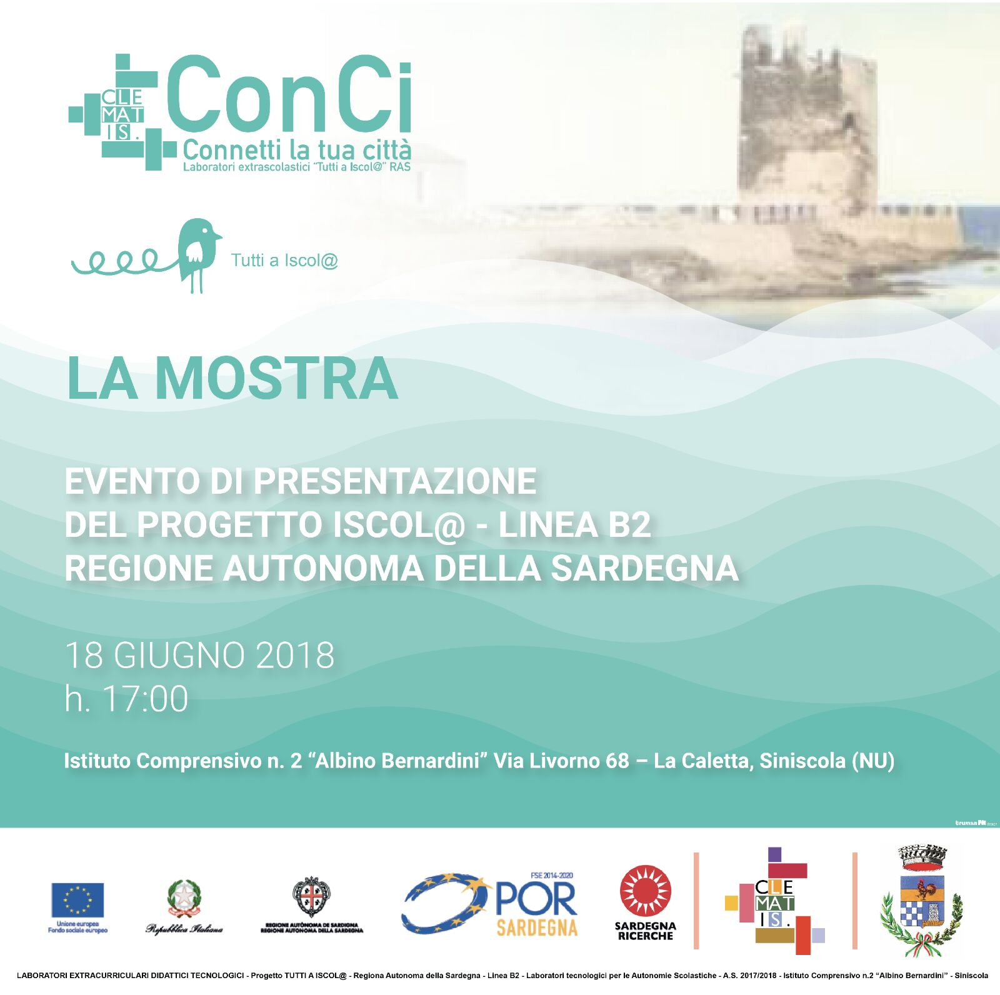 CLE
MAT
IS.
ConCi
Connetti la tua città
Laboratori extrascolastici “Tutti a Iscol@” RAS
Tutti a Iscol@
LA MOSTRA
EVENTO DI PRESENTAZIONE
DEL PROGETTO ISCOL@ - LINEA B2
REGIONE AUTONOMA DELLA SARDEGNA
18 GIUGNO 2018
h. 17:00
Istituto Comprensivo n. 2 “Albino Bernardini” Via Livorno 68 – La Caletta, Siniscola (NU)
truman design
Unione europea
Fondo sociale europeo
Repubblica Italiana
REGIONE AUTÒNOMA DE SARDIGNA
REGIONE AUTONOMA DELLA SARDEGNA
FSE 2014-2020
POR
SARDEGNA
SARDEGNA
RICERCHE
CLE
MAT
IS.
LABORATORI EXTRACURRICULARI DIDATTICI TECNOLOGICI - Progetto TUTTI A ISCOL@ - Regiona Autonoma della Sardegna - Linea B2 - Laboratori tecnologici per le Autonomie Scolastiche - A.S. 2017/2018 - Istituto Comprensivo n.2 “Albino Bernardini” - Siniscola